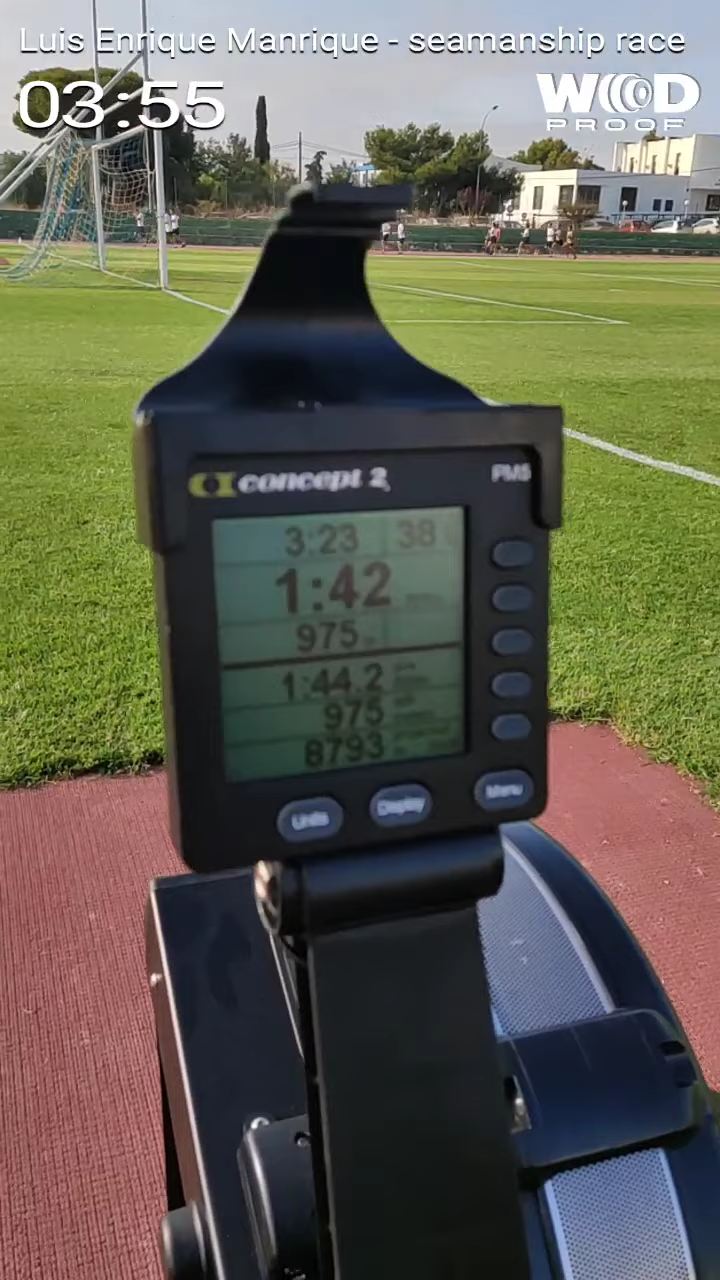 Luis Enrique Manrique - seamanship race
03:55
WOD
PROOF
concept 2
PM5
3:23 38
1:42
975
1:44.2
975
8793
Units Display Menu